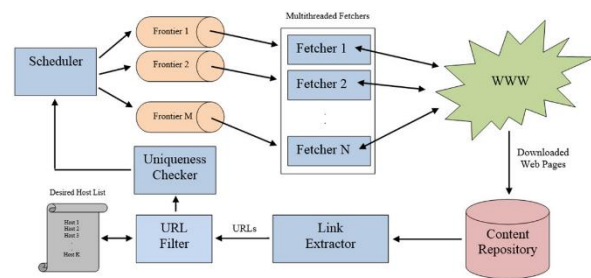 Multithreaded Fetchers
Frontier 1
Frontier 2
Frontier M
Scheduler
Fetcher 1
Fetcher 2
.
.
Fetcher N
WWW
Downloaded
Web Pages
Uniqueness
Checker
Desired Host List
Host 1
Host 2
Host 3
.
Host K
URL
Filter
URLs
Link
Extractor
Content
Repository